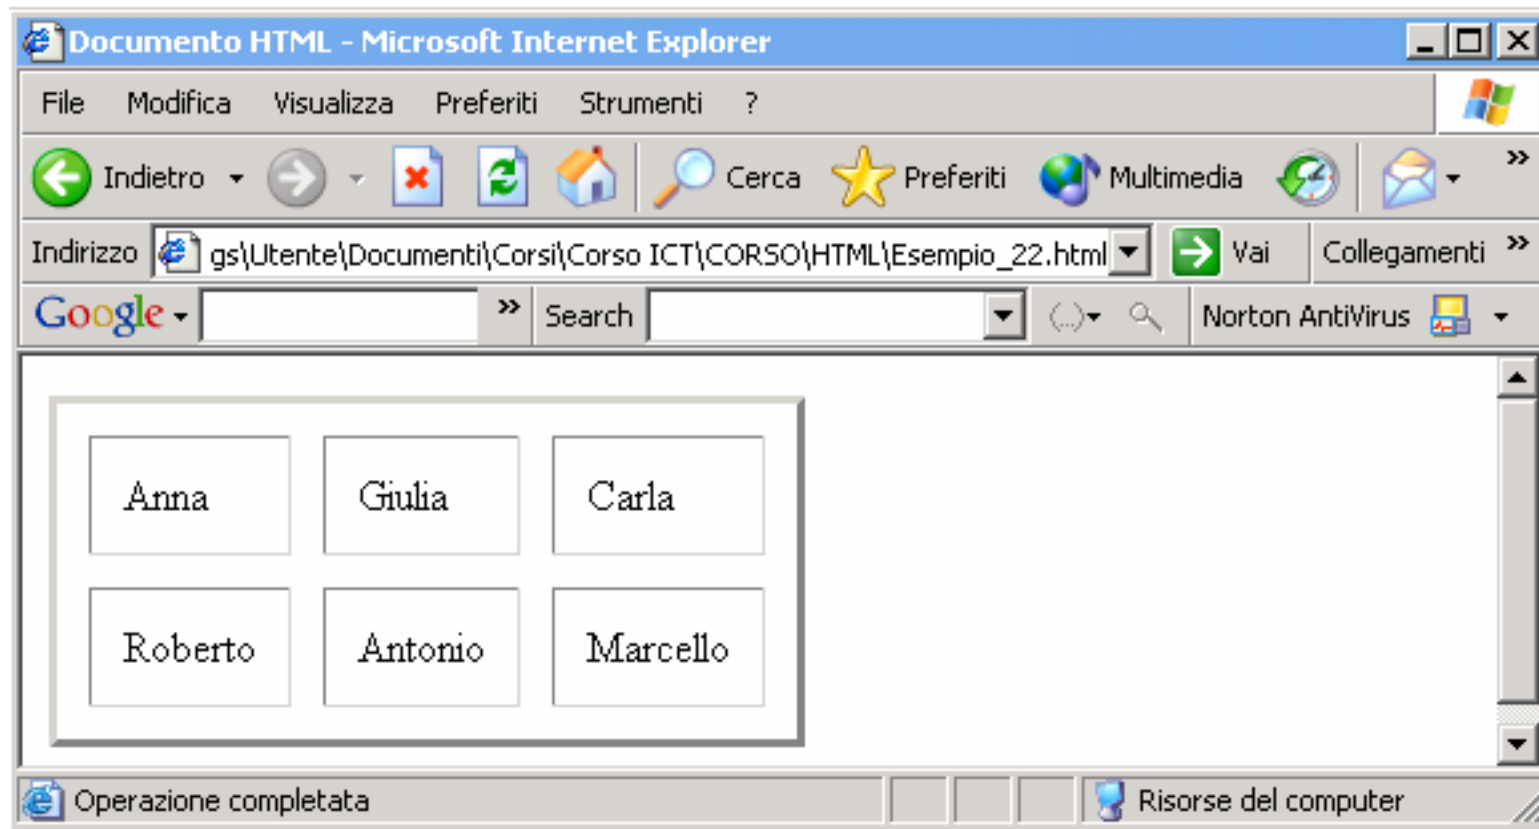 Documento HTML - Microsoft Internet Explorer
File Modifica Visualizza Preferiti Strumenti ?
Indietro Cerca Preferiti Multimedia »
Indirizzo gs\Utente\Documenti\Corsi\Corso ICT\CORSO\HTML\Esempio_22.html Vai Collegamenti »
Google » Search (...) Norton AntiVirus
Anna Giulia Carla
Roberto Antonio Marcello
Operazione completata Risorse del computer